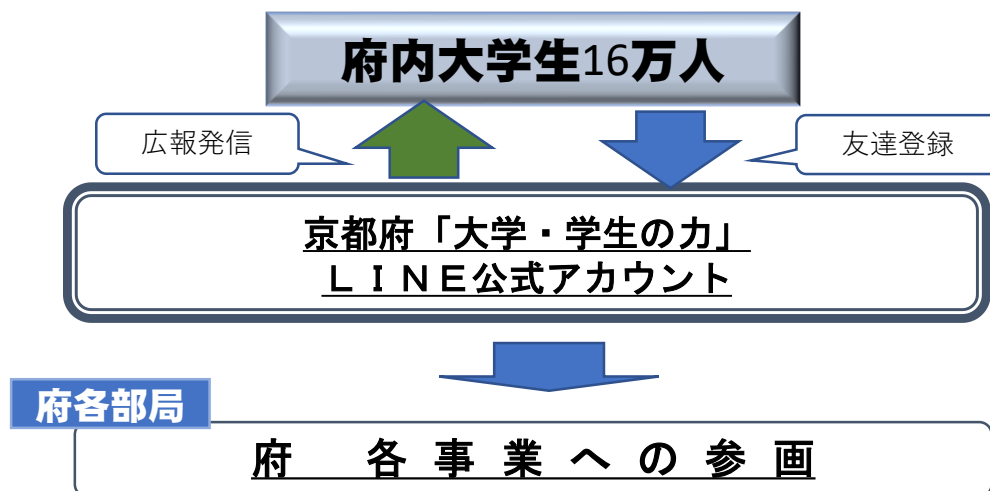 府内大学生16万人
広報発信
友達登録
京都府「大学・学生の力」
ＬＩＮＥ公式アカウント
府各部局
府　各事業への参画